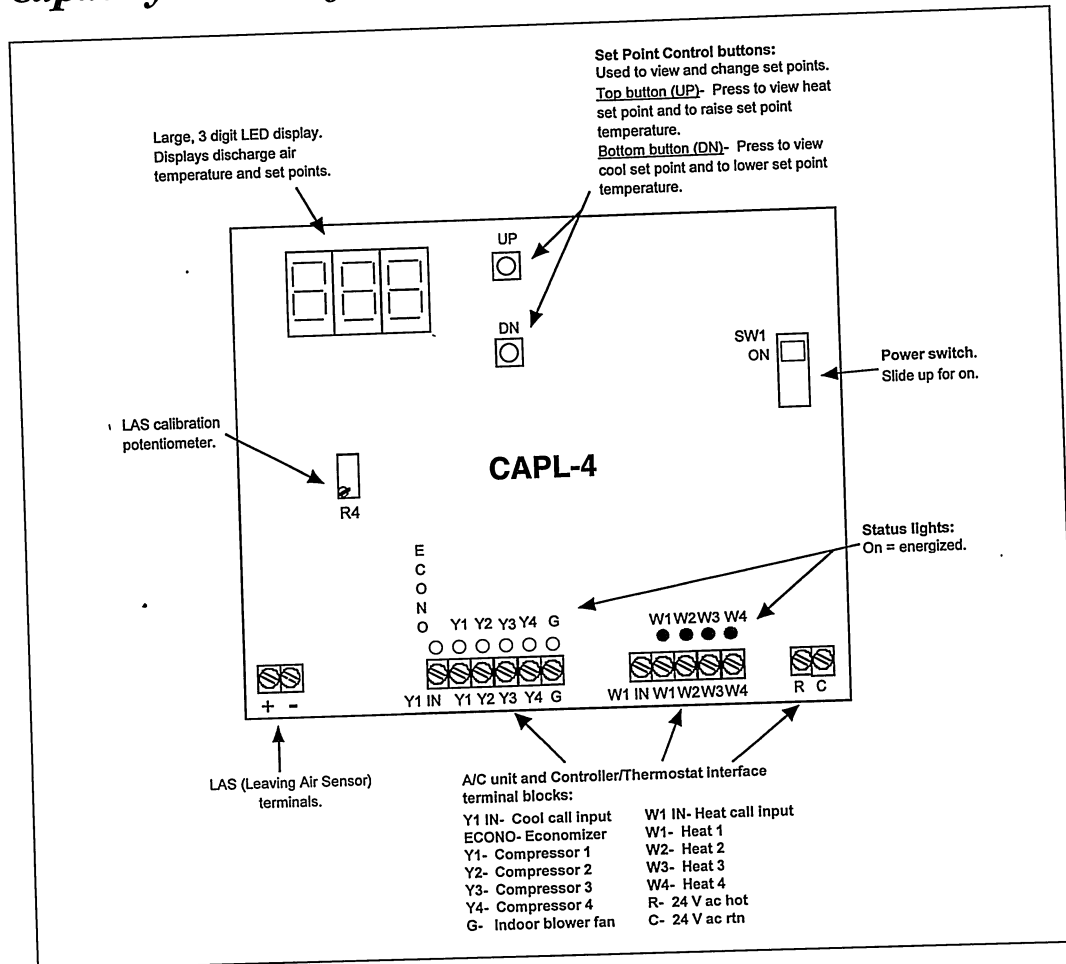 Set Point Control buttons:
Used to view and change set points.
Top button (UP)- Press to view heat
set point and to raise set point
temperature.
Bottom button (DN)- Press to view
cool set point and to lower set point
temperature.
Large, 3 digit LED display.
Displays discharge air
temperature and set points.
UP
DN
SW1
ON
Power switch.
Slide up for on.
LAS calibration
potentiometer.
R4
CAPL-4
Status lights:
On = energized.
E
C
O
N
O
Y1 Y2 Y3 Y4 G
W1 W2 W3 W4
+ -
Y1 IN Y1 Y2 Y3 Y4 G
W1 IN W1 W2 W3 W4
R C
LAS (Leaving Air Sensor)
terminals.
A/C unit and Controller/Thermostat interface
terminal blocks:
Y1 IN- Cool call input
ECONO- Economizer
Y1- Compressor 1
Y2- Compressor 2
Y3- Compressor 3
Y4- Compressor 4
G- Indoor blower fan
W1 IN- Heat call input
W1- Heat 1
W2- Heat 2
W3- Heat 3
W4- Heat 4
R- 24 V ac hot
C- 24 V ac rtn